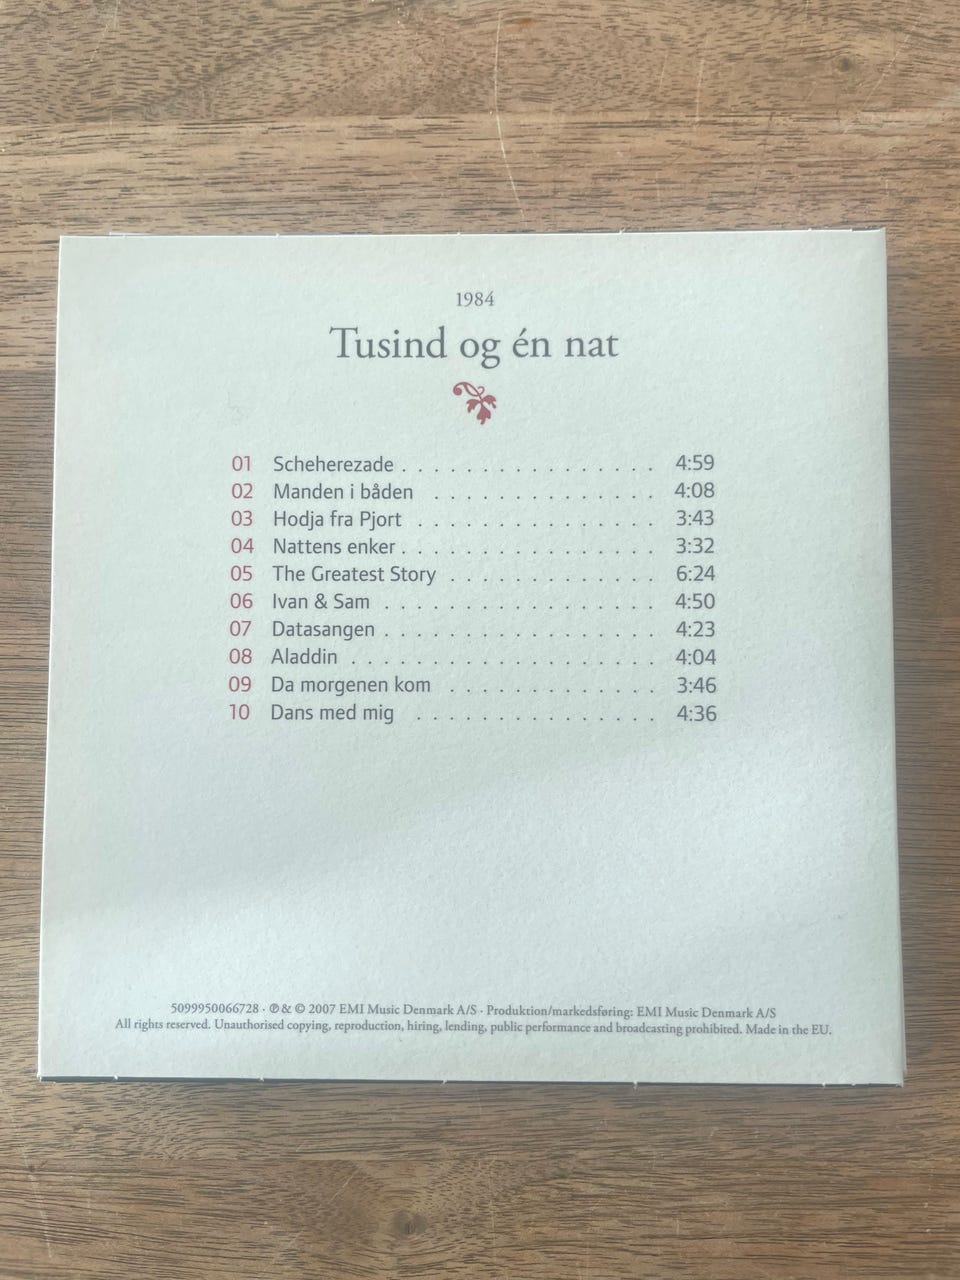 1984
Tusind og én nat
01 Scheherezade . . . . . . . . . . . . . . . . 4:59
02 Manden i båden . . . . . . . . . . . . . . 4:08
03 Hodja fra Pjort . . . . . . . . . . . . . . . 3:43
04 Nattens enker . . . . . . . . . . . . . . . . 3:32
05 The Greatest Story . . . . . . . . . . . . . 6:24
06 Ivan & Sam . . . . . . . . . . . . . . . . . 4:50
07 Datasangen . . . . . . . . . . . . . . . . . 4:23
08 Aladdin . . . . . . . . . . . . . . . . . . . 4:04
09 Da morgenen kom . . . . . . . . . . . . . 3:46
10 Dans med mig . . . . . . . . . . . . . . . 4:36
5099950066728 · ℗ & © 2007 EMI Music Denmark A/S · Produktion/markedsføring: EMI Music Denmark A/S
All rights reserved. Unauthorised copying, reproduction, hiring, lending, public performance and broadcasting prohibited. Made in the EU.